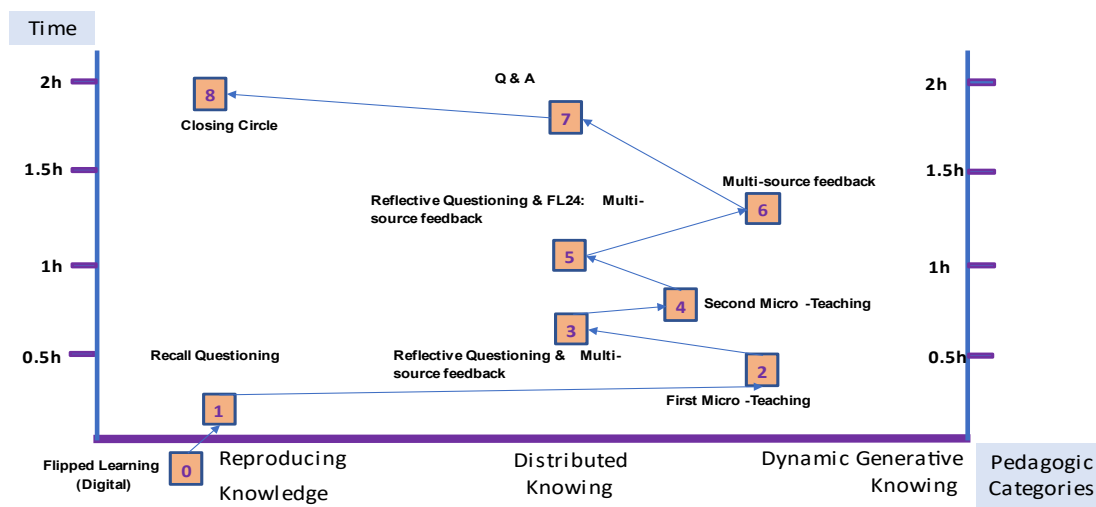 Time
2h
2h
Q & A
8
7
Closing Circle
1.5h
1.5h
Multi-source feedback
Reflective Questioning & FL24: Multi-
source feedback
6
5
1h
1h
4
Second Micro -Teaching
3
Recall Questioning
0.5h
0.5h
Reflective Questioning & Multi-
source feedback
2
First Micro -Teaching
1
Flipped Learning
(Digital)
0
Reproducing
Knowledge
Distributed
Knowing
Dynamic Generative
Knowing
Pedagogic
Categories